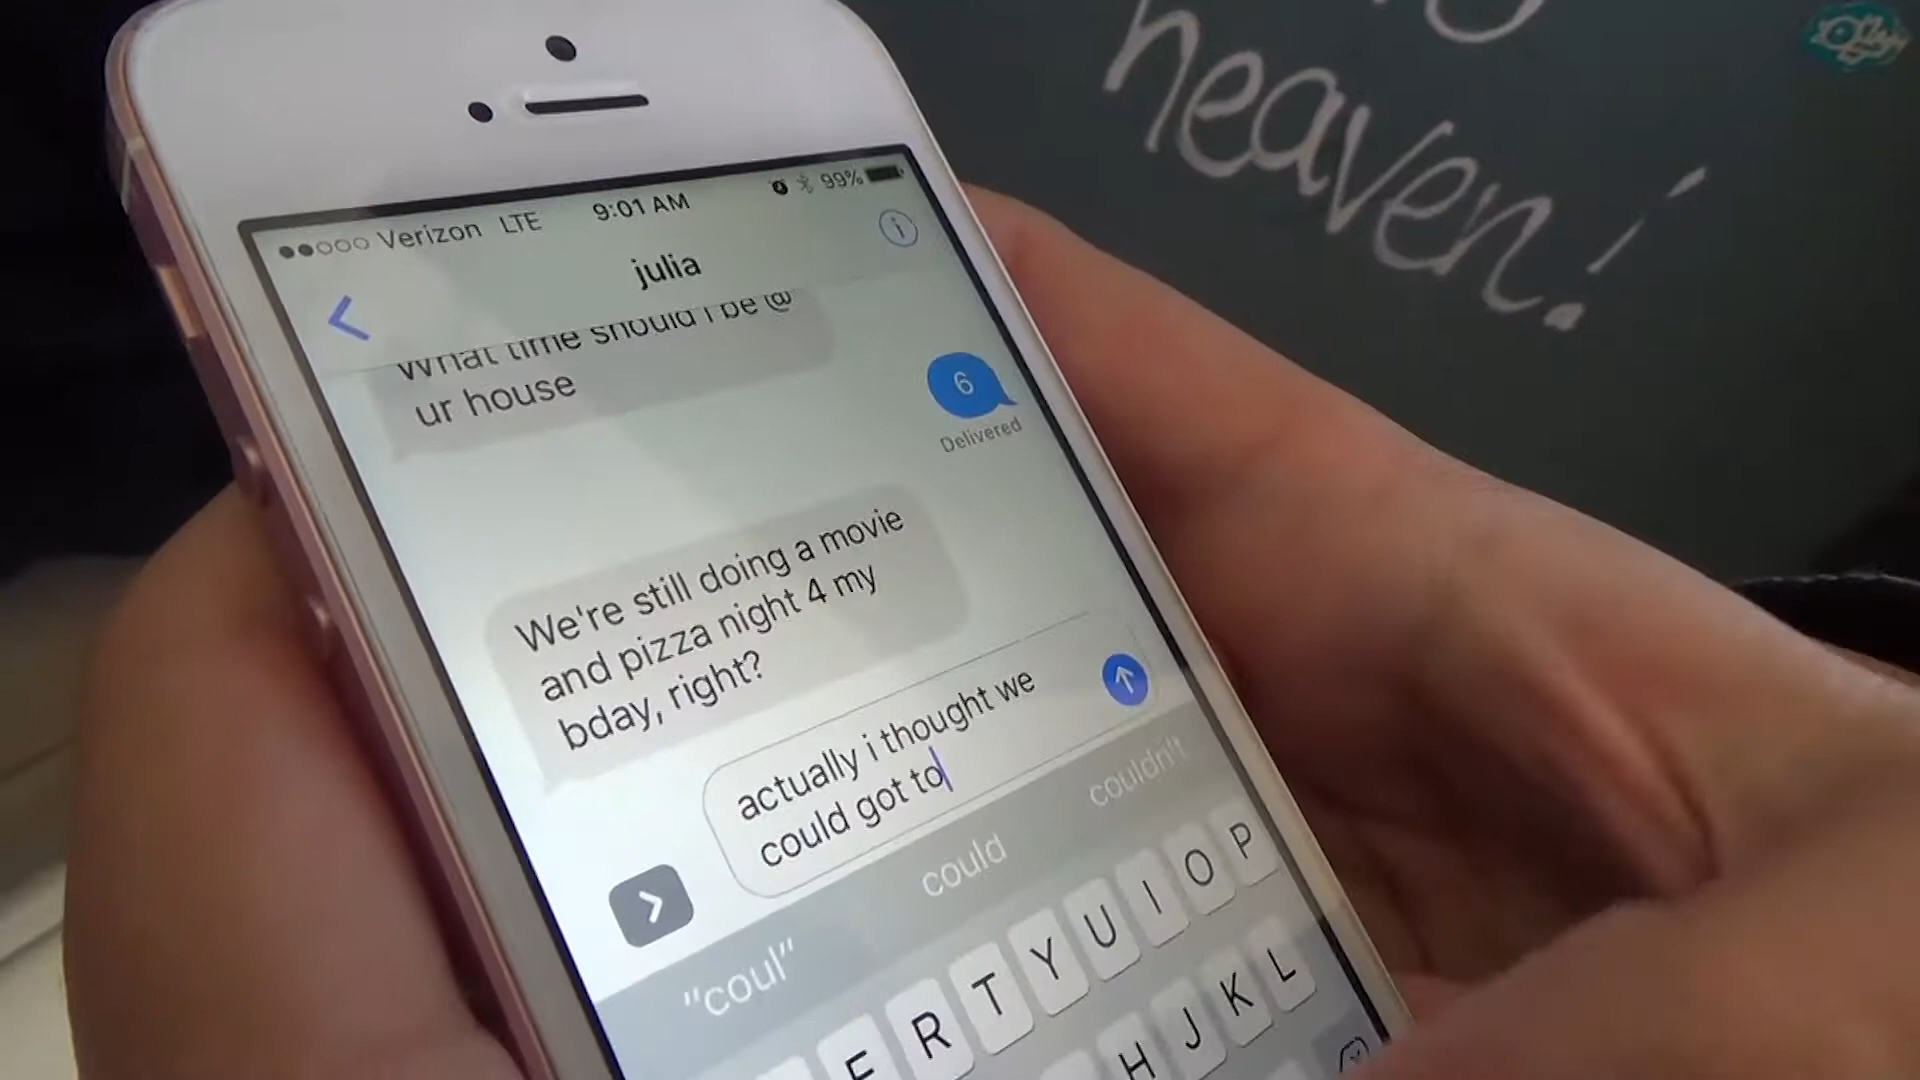 heaven!
Verizon LTE 9:01 AM 99%
julia
What time should I be @
ur house
6
Delivered
We're still doing a movie
and pizza night 4 my
bday, right?
actually i thought we
could got to
"coul" could couldn't
E R T Y U I O P
H J K L